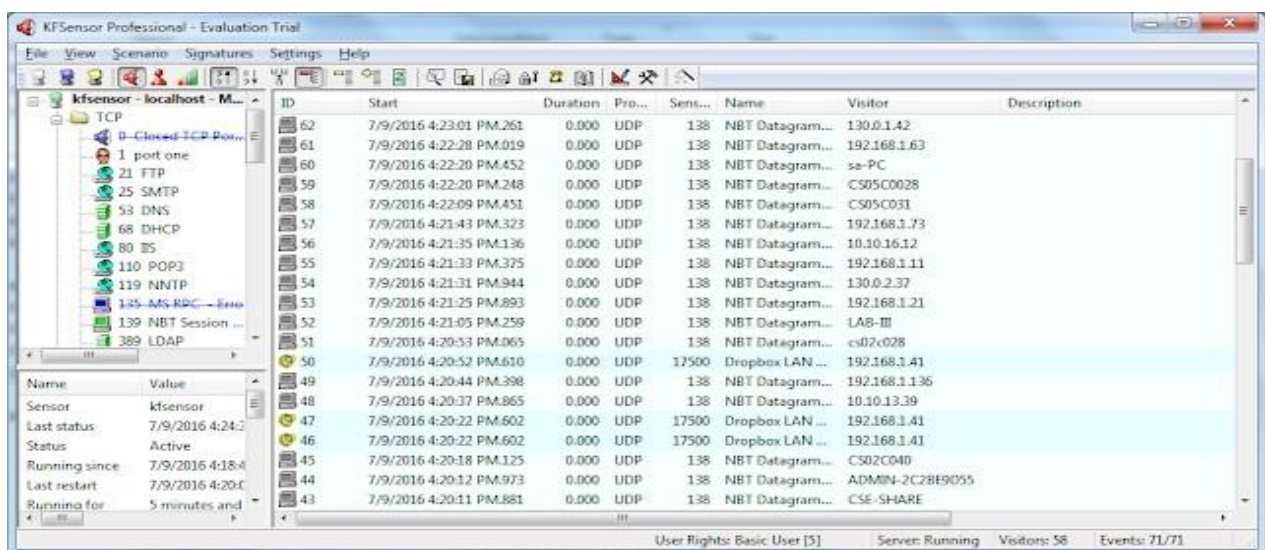 KFSensor Professional - Evaluation Trial
File View Scenario Signatures Settings Help
kfsensor - localhost - M...
TCP
0 Closed TCP Por...
1 port one
21 FTP
25 SMTP
53 DNS
68 DHCP
80 IIS
110 POP3
119 NNTP
135 MS RPC - Erro
139 NBT Session ...
389 LDAP
Name Value
Sensor kfsensor
Last status 7/9/2016 4:24:3
Status Active
Running since 7/9/2016 4:18:4
Last restart 7/9/2016 4:20:0
Running for 5 minutes and
ID Start Duration Pro... Sens... Name Visitor Description
62 7/9/2016 4:23:01 PM.261 0.000 UDP 138 NBT Datagram... 130.0.1.42
61 7/9/2016 4:22:28 PM.019 0.000 UDP 138 NBT Datagram... 192.168.1.63
60 7/9/2016 4:22:20 PM.452 0.000 UDP 138 NBT Datagram... sa-PC
59 7/9/2016 4:22:20 PM.248 0.000 UDP 138 NBT Datagram... CS05C0028
58 7/9/2016 4:22:09 PM.451 0.000 UDP 138 NBT Datagram... CS05C031
57 7/9/2016 4:21:43 PM.323 0.000 UDP 138 NBT Datagram... 192.168.1.73
56 7/9/2016 4:21:35 PM.136 0.000 UDP 138 NBT Datagram... 10.10.16.12
55 7/9/2016 4:21:33 PM.375 0.000 UDP 138 NBT Datagram... 192.168.1.11
54 7/9/2016 4:21:31 PM.944 0.000 UDP 138 NBT Datagram... 130.0.2.37
53 7/9/2016 4:21:25 PM.893 0.000 UDP 138 NBT Datagram... 192.168.1.21
52 7/9/2016 4:21:05 PM.259 0.000 UDP 138 NBT Datagram... LAB-III
51 7/9/2016 4:20:53 PM.065 0.000 UDP 138 NBT Datagram... cs02c028
50 7/9/2016 4:20:52 PM.610 0.000 UDP 17500 Dropbox LAN ... 192.168.1.41
49 7/9/2016 4:20:44 PM.398 0.000 UDP 138 NBT Datagram... 192.168.1.136
48 7/9/2016 4:20:37 PM.865 0.000 UDP 138 NBT Datagram... 10.10.13.39
47 7/9/2016 4:20:22 PM.602 0.000 UDP 17500 Dropbox LAN ... 192.168.1.41
46 7/9/2016 4:20:22 PM.602 0.000 UDP 17500 Dropbox LAN ... 192.168.1.41
45 7/9/2016 4:20:18 PM.125 0.000 UDP 138 NBT Datagram... CS02C040
44 7/9/2016 4:20:12 PM.973 0.000 UDP 138 NBT Datagram... ADMIN-2C28E9055
43 7/9/2016 4:20:11 PM.881 0.000 UDP 138 NBT Datagram... CSE-SHARE
User Rights: Basic User [5] Server: Running Visitors: 58 Events: 71/71